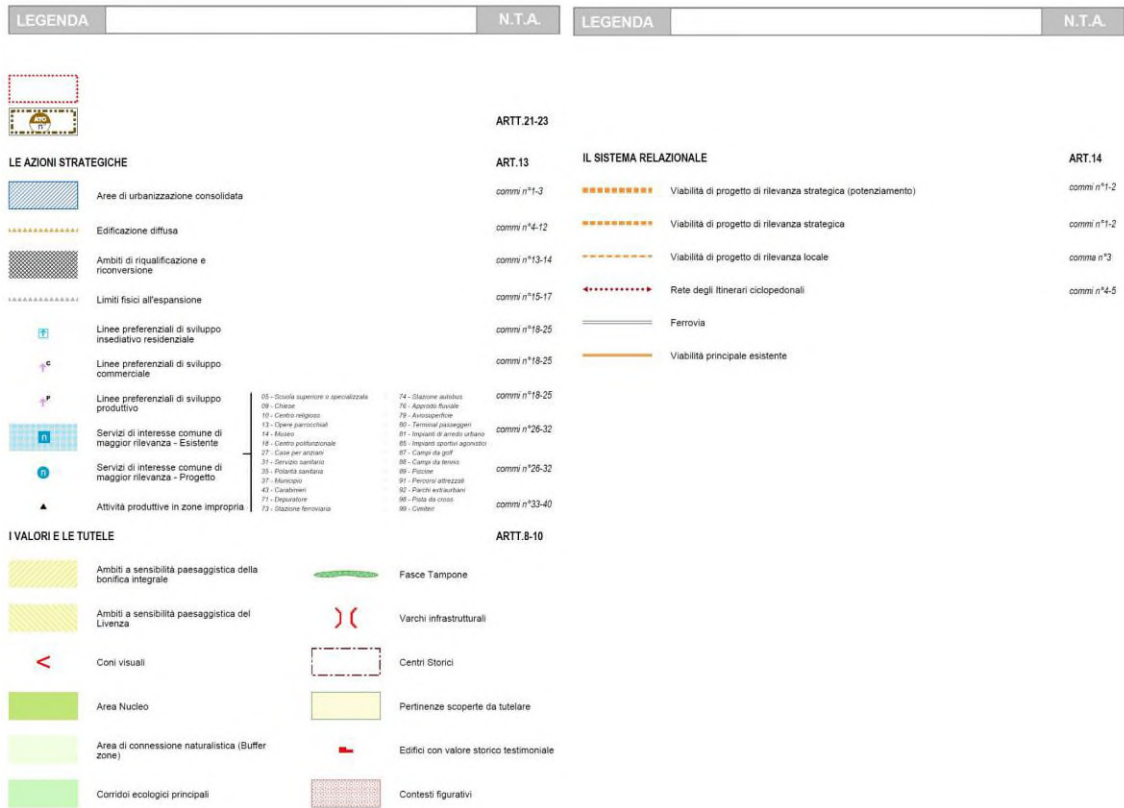 LEGENDA N.T.A.
ATO
n°
ARTT.21-23
LE AZIONI STRATEGICHE ART.13
Aree di urbanizzazione consolidata commi n°1-3
Edificazione diffusa commi n°4-12
Ambiti di riqualificazione e
riconversione commi n°13-14
Limiti fisici all'espansione commi n°15-17
Linee preferenziali di sviluppo
insediativo residenziale commi n°18-25
C
Linee preferenziali di sviluppo
commerciale commi n°18-25
P
Linee preferenziali di sviluppo
produttivo commi n°18-25
n
Servizi di interesse comune di
maggior rilevanza - Esistente commi n°26-32
n
Servizi di interesse comune di
maggior rilevanza - Progetto commi n°26-32
Attività produttive in zone impropria commi n°33-40
05 - Scuola superiore o specializzata
09 - Chiese
10 - Centro religioso
13 - Opere parrocchiali
14 - Museo
18 - Centro polifunzionale
27 - Case per anziani
31 - Servizio sanitario
35 - Polarità sanitaria
37 - Municipio
43 - Carabinieri
71 - Depuratore
73 - Stazione ferroviaria
74 - Stazione autobus
76 - Approdo fluviale
79 - Aviosuperficie
80 - Terminal passeggeri
81 - Impianti di arredo urbano
85 - Impianti sportivi agonistici
87 - Campi da golf
88 - Campi da tennis
89 - Piscine
91 - Percorsi attrezzati
92 - Parchi extraurbani
98 - Pista da cross
99 - Cimiteri
I VALORI E LE TUTELE ARTT.8-10
Ambiti a sensibilità paesaggistica della
bonifica integrale
Ambiti a sensibilità paesaggistica del
Livenza
Coni visuali
Area Nucleo
Area di connessione naturalistica (Buffer
zone)
Corridoi ecologici principali
Fasce Tampone
Varchi infrastrutturali
Centri Storici
Pertinenze scoperte da tutelare
Edifici con valore storico testimoniale
Contesti figurativi
LEGENDA N.T.A.
IL SISTEMA RELAZIONALE ART.14
Viabilità di progetto di rilevanza strategica (potenziamento) commi n°1-2
Viabilità di progetto di rilevanza strategica commi n°1-2
Viabilità di progetto di rilevanza locale comma n°3
Rete degli Itinerari ciclopedonali commi n°4-5
Ferrovia
Viabilità principale esistente